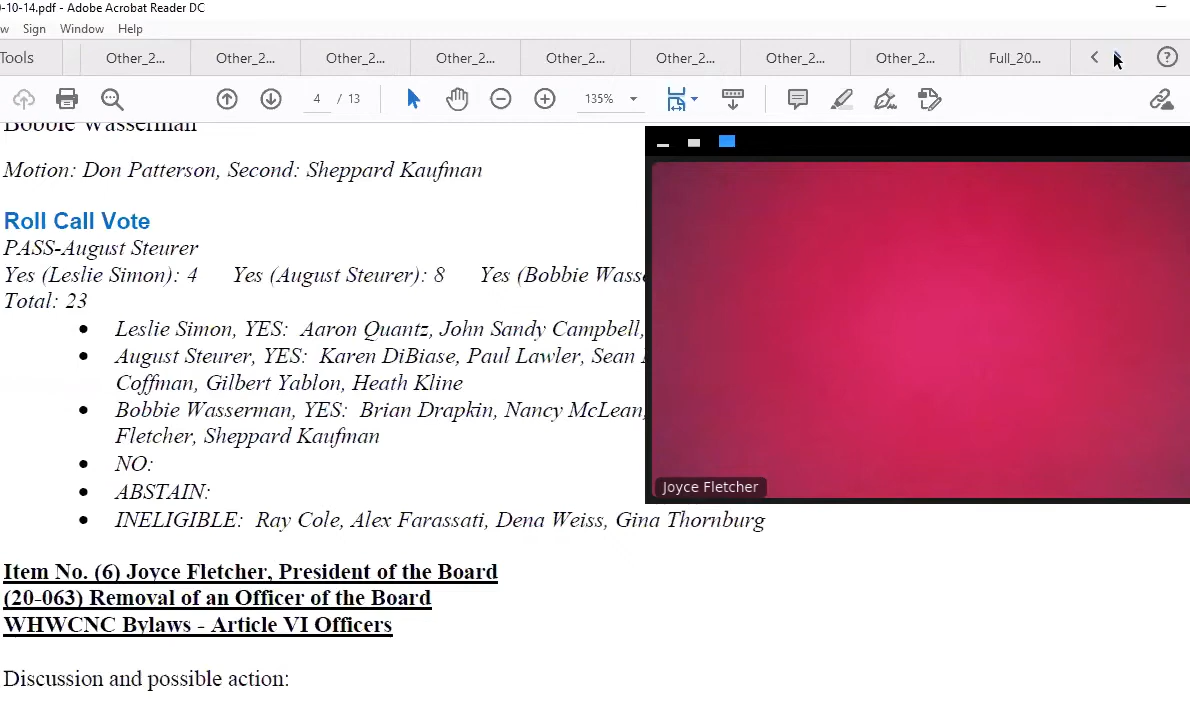 -10-14.pdf - Adobe Acrobat Reader DC
w Sign Window Help
Tools Other_2... Other_2... Other_2... Other_2... Other_2... Other_2... Other_2... Other_2... Full_20...
4 / 13 135%
Bobbie Wasserman
Motion: Don Patterson, Second: Sheppard Kaufman
Roll Call Vote
PASS-August Steurer
Yes (Leslie Simon): 4 Yes (August Steurer): 8 Yes (Bobbie Wasse
Total: 23
• Leslie Simon, YES: Aaron Quantz, John Sandy Campbell,
• August Steurer, YES: Karen DiBiase, Paul Lawler, Sean
Coffman, Gilbert Yablon, Heath Kline
• Bobbie Wasserman, YES: Brian Drapkin, Nancy McLean,
Fletcher, Sheppard Kaufman
• NO:
• ABSTAIN:
• INELIGIBLE: Ray Cole, Alex Farassati, Dena Weiss, Gina Thornburg
Joyce Fletcher
Item No. (6) Joyce Fletcher, President of the Board
(20-063) Removal of an Officer of the Board
WHWCNC Bylaws - Article VI Officers
Discussion and possible action: